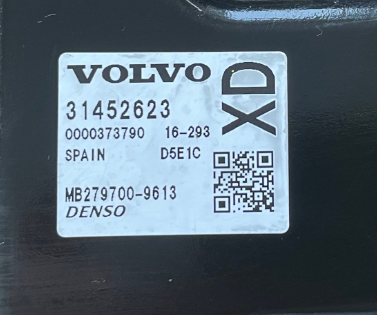 VOLVO
31452623
0000373790 16-293
SPAIN D5E1C
XD
MB279700-9613
DENSO